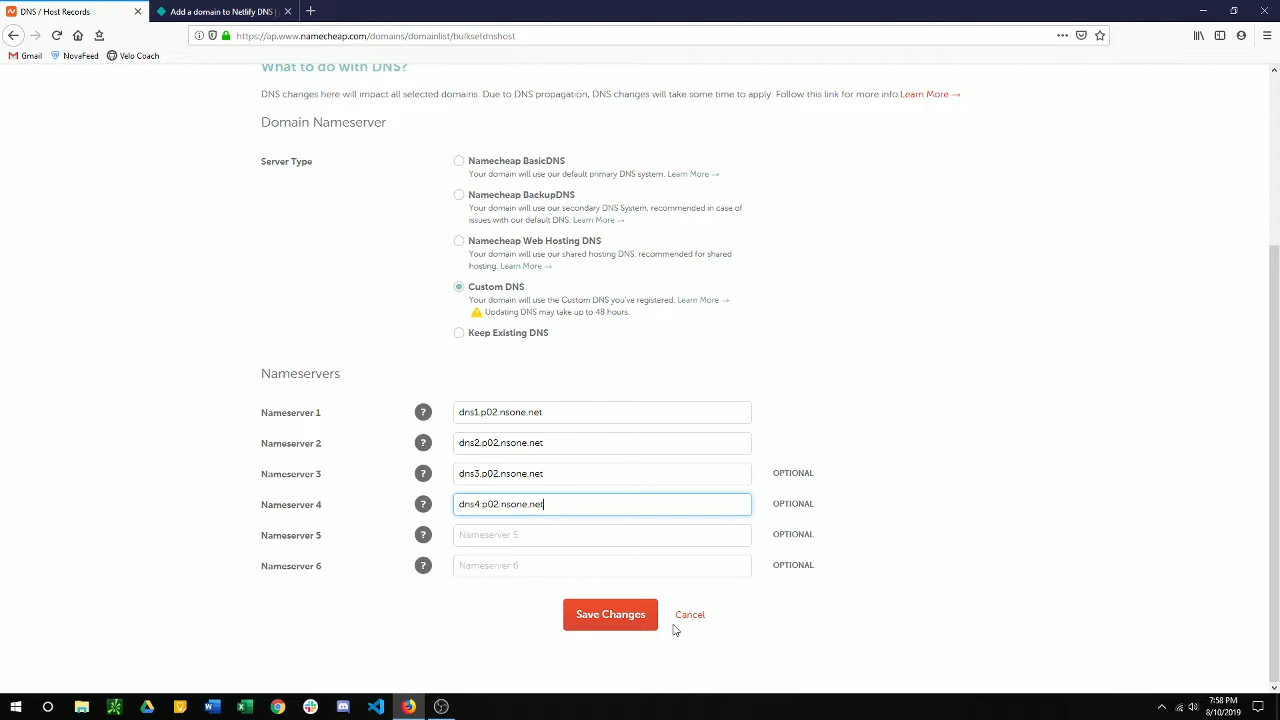 DNS / Host Records
Add a domain to Netlify DNS |
https://ap.www.namecheap.com/domains/domainlist/bulksetdnshost
Gmail
NovaFeed
Velo Coach
What to do with DNS?
DNS changes here will impact all selected domains. Due to DNS propagation, DNS changes will take some time to apply. Follow this link for more info Learn More →
Domain Nameserver
Server Type
Namecheap BasicDNS
Your domain will use our default primary DNS system. Learn More →
Namecheap BackupDNS
Your domain will use our secondary DNS System, recommended in case of
issues with our default DNS. Learn More →
Namecheap Web Hosting DNS
Your domain will use our shared hosting DNS, recommended for shared
hosting. Learn More →
Custom DNS
Your domain will use the Custom DNS you've registered. Learn More →
Updating DNS may take up to 48 hours.
Keep Existing DNS
Nameservers
Nameserver 1 ? dns1.p02.nsone.net
Nameserver 2 ? dns2.p02.nsone.net
Nameserver 3 ? dns3.p02.nsone.net OPTIONAL
Nameserver 4 ? dns4.p02.nsone.net OPTIONAL
Nameserver 5 ? Nameserver 5 OPTIONAL
Nameserver 6 ? Nameserver 6 OPTIONAL
Save Changes Cancel
7:58 PM
8/10/2019